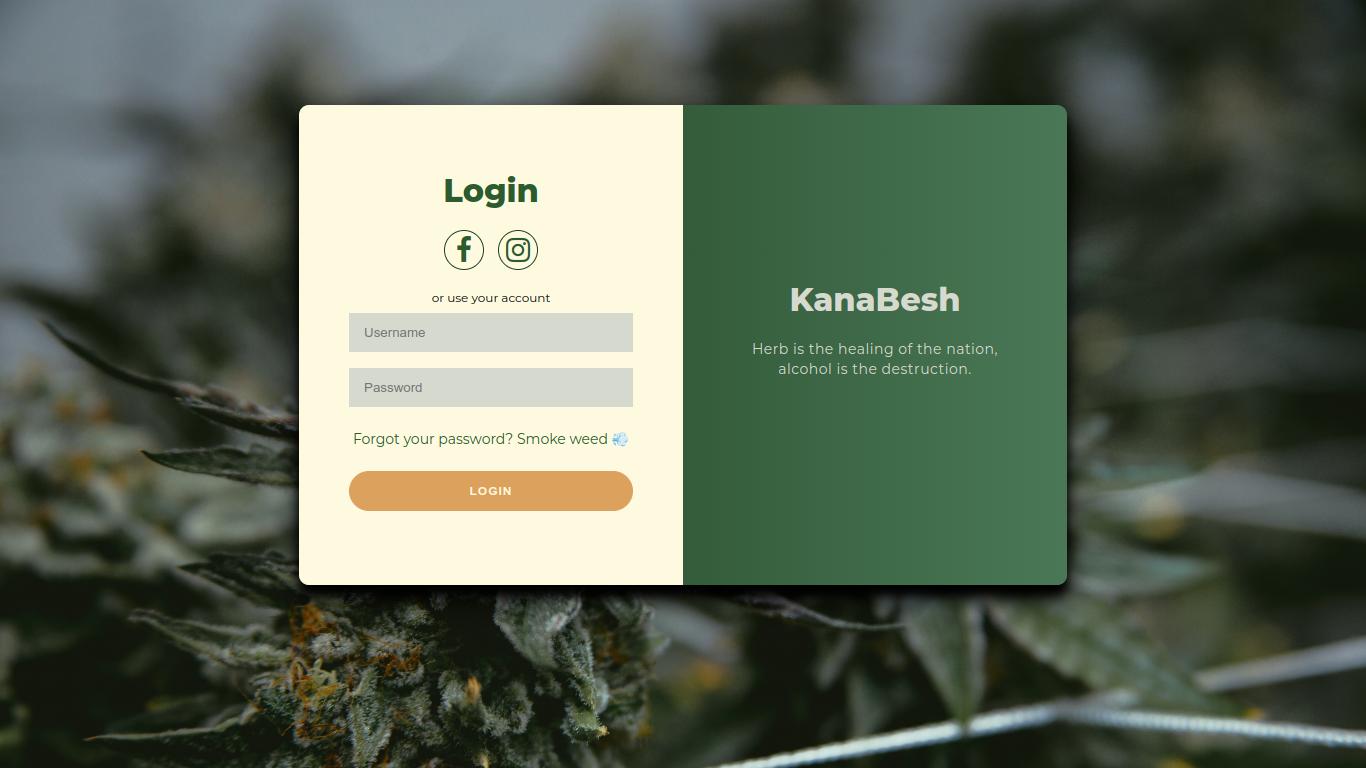 Login
or use your account
Username
Password
Forgot your password? Smoke weed 💨
LOGIN
KanaBesh
Herb is the healing of the nation,
alcohol is the destruction.